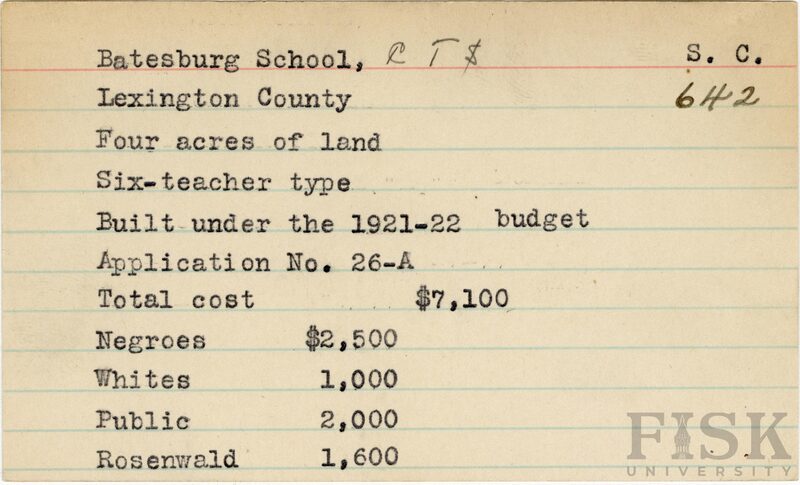 Batesburg School, C T S S. C.
Lexington County 642
Four acres of land
Six-teacher type
Built under the 1921-22 budget
Application No. 26-A
Total cost $7,100
Negroes $2,500
Whites 1,000
Public 2,000
Rosenwald 1,600
FISK
UNIVERSITY